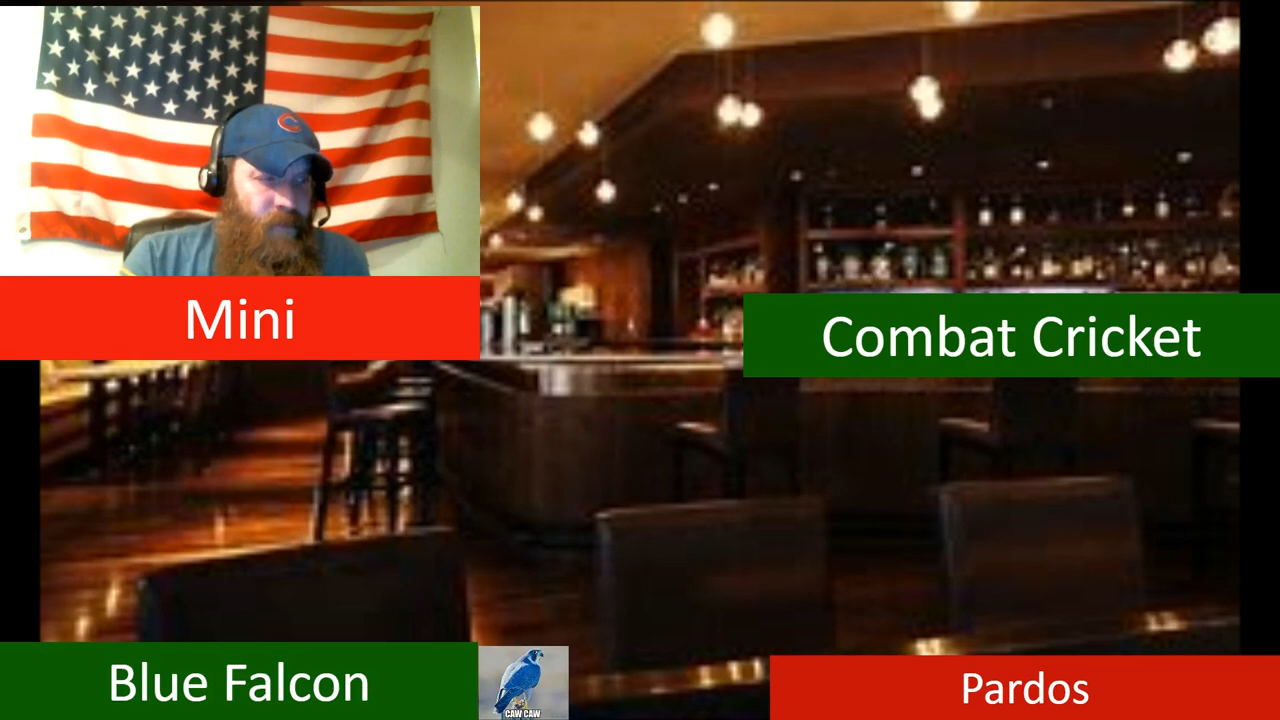 C
Mini
Combat Cricket
Blue Falcon
CAW CAW
Pardos